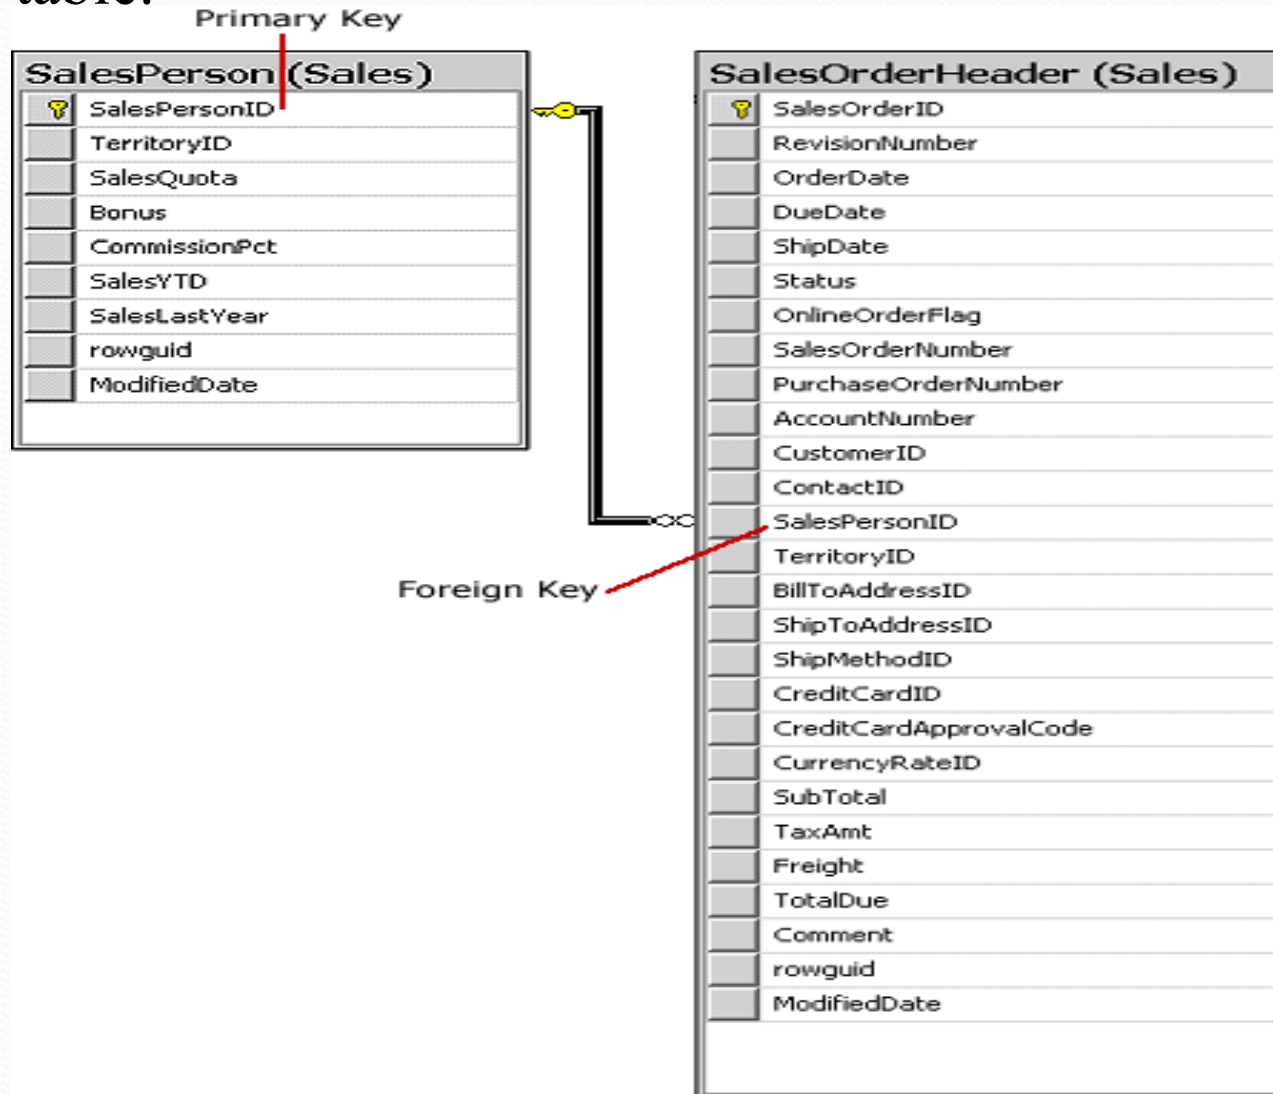 table.
Primary Key
SalesPerson (Sales)
SalesPersonID
TerritoryID
SalesQuota
Bonus
CommissionPct
SalesYTD
SalesLastYear
rowguid
ModifiedDate
SalesOrderHeader (Sales)
SalesOrderID
RevisionNumber
OrderDate
DueDate
ShipDate
Status
OnlineOrderFlag
SalesOrderNumber
PurchaseOrderNumber
AccountNumber
CustomerID
ContactID
SalesPersonID
TerritoryID
BillToAddressID
ShipToAddressID
ShipMethodID
CreditCardID
CreditCardApprovalCode
CurrencyRateID
SubTotal
TaxAmt
Freight
TotalDue
Comment
rowguid
ModifiedDate
Foreign Key